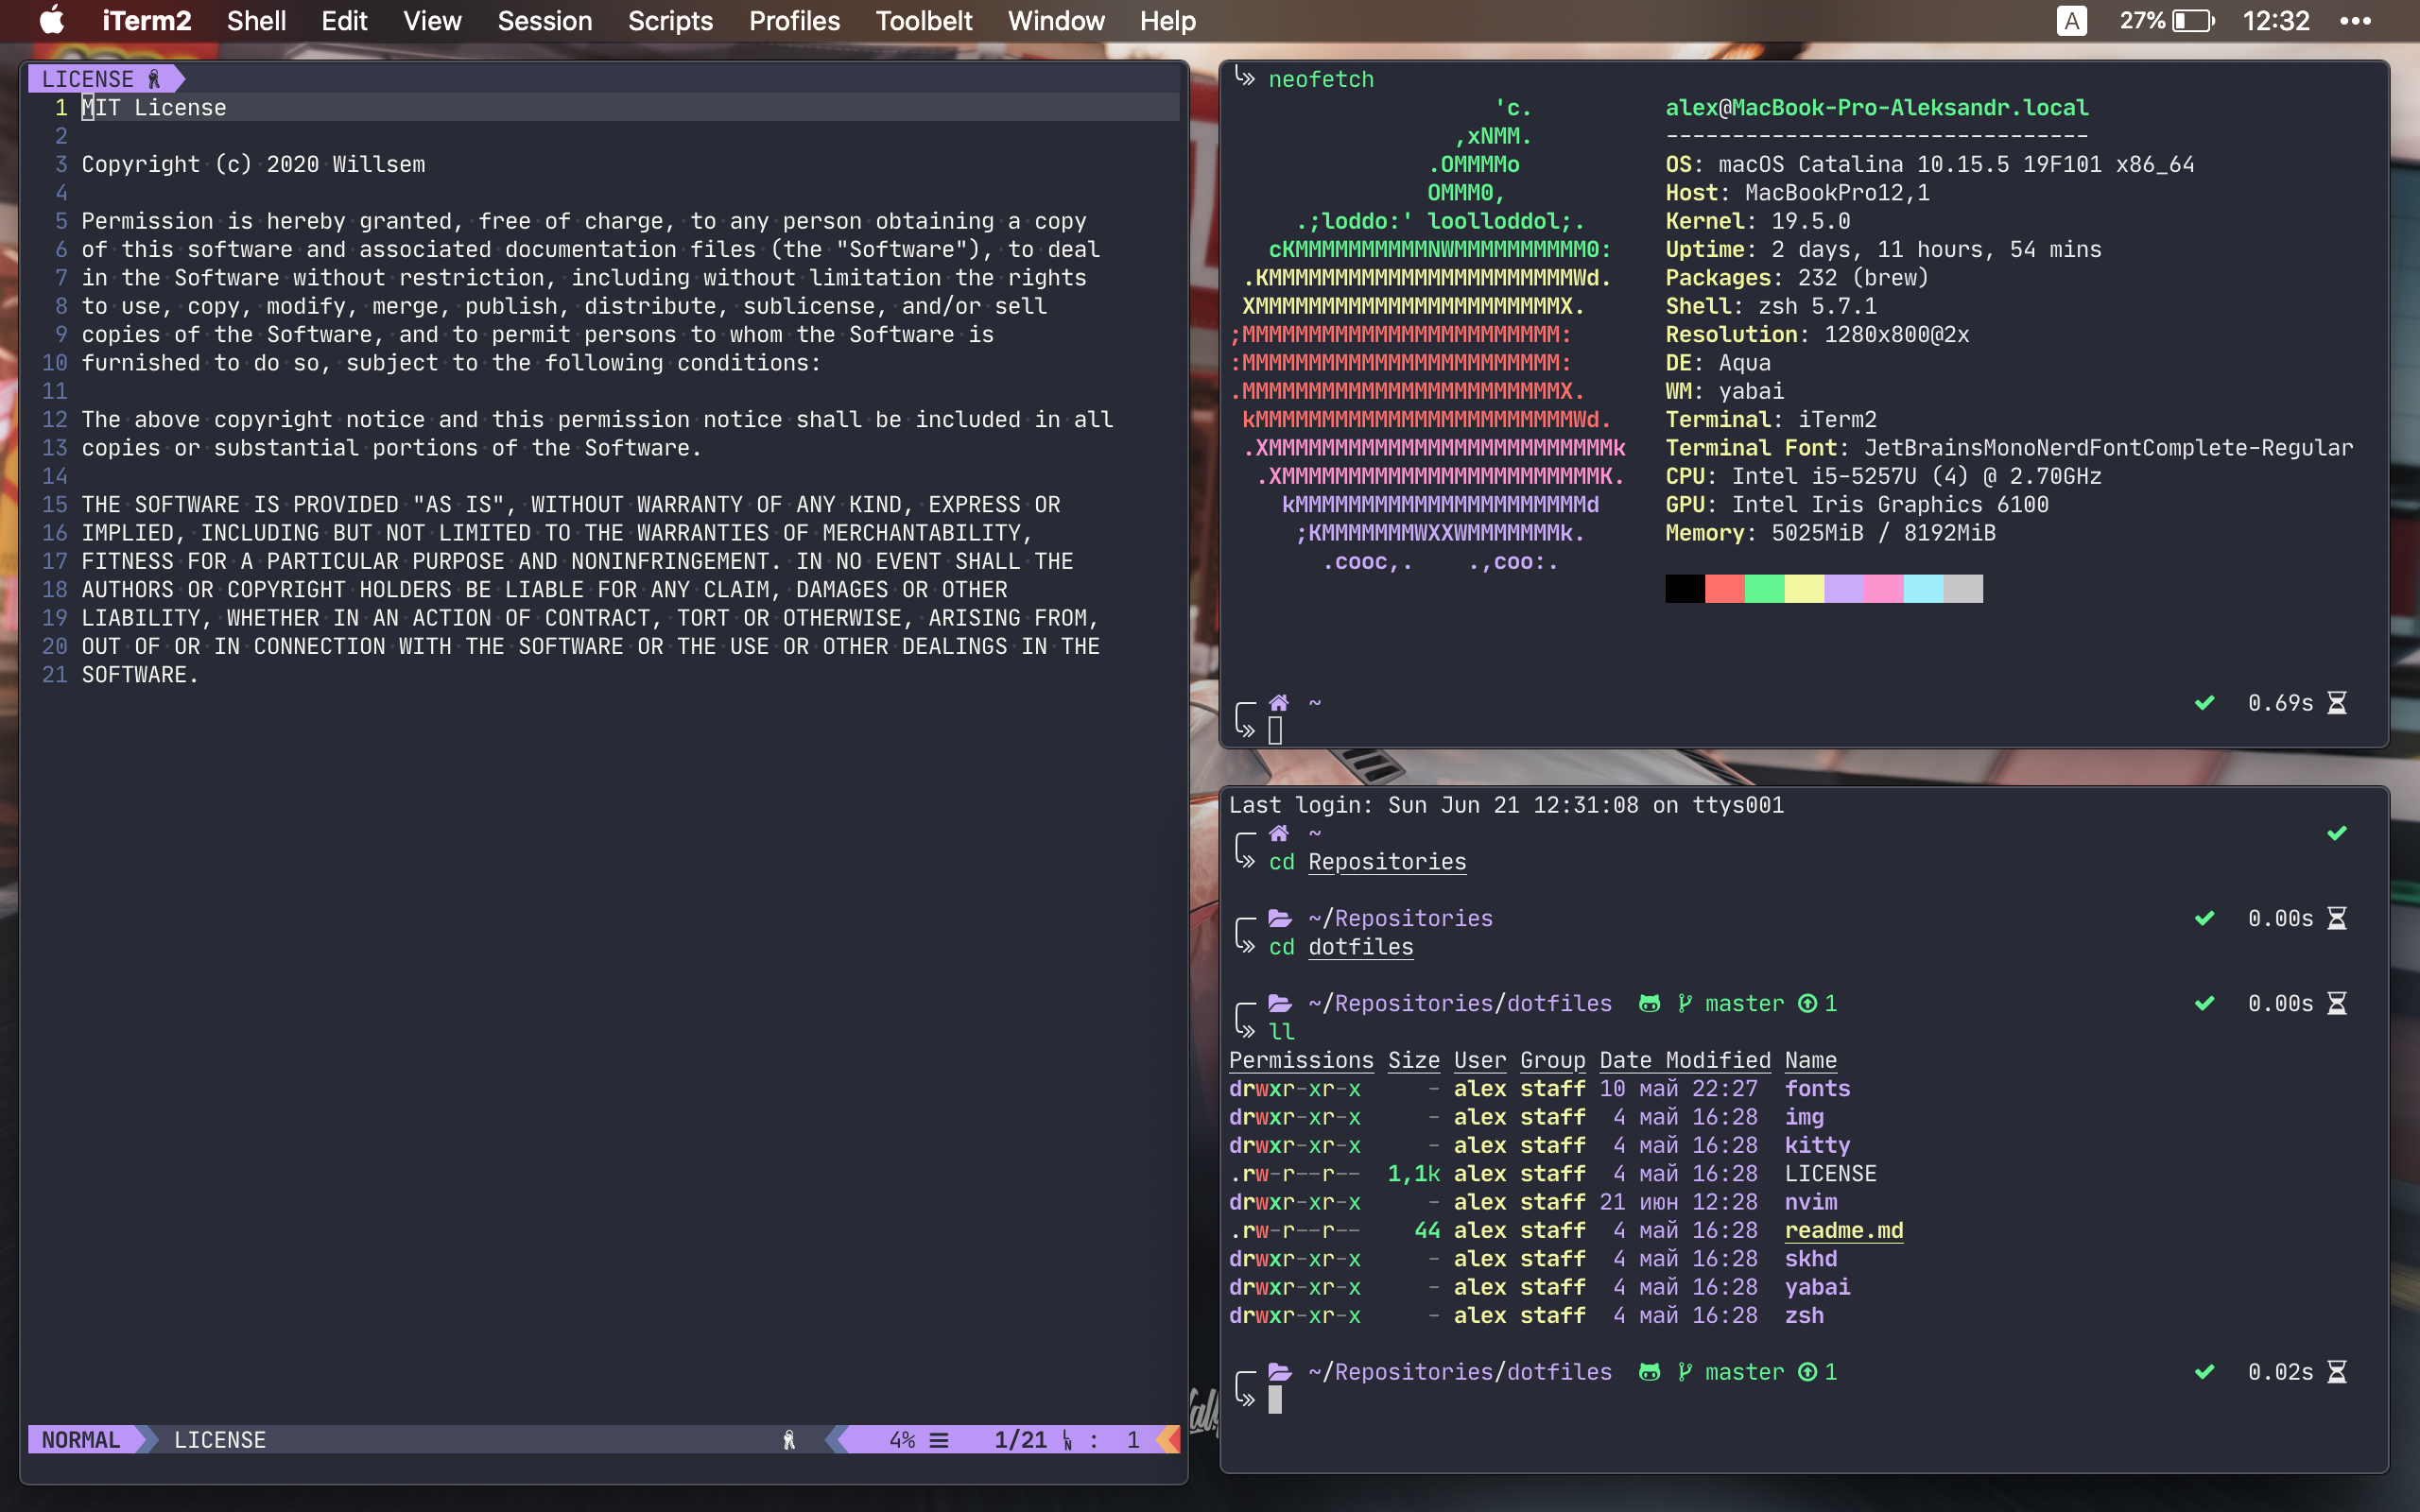 iTerm2 Shell Edit View Session Scripts Profiles Toolbelt Window Help A 27% 12:32
LICENSE
1 MIT License
2
3 Copyright (c) 2020 Willsem
4
5 Permission is hereby granted, free of charge, to any person obtaining a copy
6 of this software and associated documentation files (the "Software"), to deal
7 in the Software without restriction, including without limitation the rights
8 to use, copy, modify, merge, publish, distribute, sublicense, and/or sell
9 copies of the Software, and to permit persons to whom the Software is
10 furnished to do so, subject to the following conditions:
11
12 The above copyright notice and this permission notice shall be included in all
13 copies or substantial portions of the Software.
14
15 THE SOFTWARE IS PROVIDED "AS IS", WITHOUT WARRANTY OF ANY KIND, EXPRESS OR
16 IMPLIED, INCLUDING BUT NOT LIMITED TO THE WARRANTIES OF MERCHANTABILITY,
17 FITNESS FOR A PARTICULAR PURPOSE AND NONINFRINGEMENT. IN NO EVENT SHALL THE
18 AUTHORS OR COPYRIGHT HOLDERS BE LIABLE FOR ANY CLAIM, DAMAGES OR OTHER
19 LIABILITY, WHETHER IN AN ACTION OF CONTRACT, TORT OR OTHERWISE, ARISING FROM,
20 OUT OF OR IN CONNECTION WITH THE SOFTWARE OR THE USE OR OTHER DEALINGS IN THE
21 SOFTWARE.
NORMAL LICENSE 4% 1/21 LN : 1
neofetch
'c.
,xNMM.
.OMMMMo
OMMM0,
.;loddo:' loolloddol;.
cKMMMMMMMMMMNWMMMMMMMMMM0:
.KMMMMMMMMMMMMMMMMMMMMMMMWd.
XMMMMMMMMMMMMMMMMMMMMMMMX.
;MMMMMMMMMMMMMMMMMMMMMMMM:
:MMMMMMMMMMMMMMMMMMMMMMMM:
.MMMMMMMMMMMMMMMMMMMMMMMMX.
kMMMMMMMMMMMMMMMMMMMMMMMMWd.
.XMMMMMMMMMMMMMMMMMMMMMMMMMMk
.XMMMMMMMMMMMMMMMMMMMMMMMMK.
kMMMMMMMMMMMMMMMMMMMMMMd
;KMMMMMMMWXXWMMMMMMMk.
.cooc,. .,coo:.
alex@MacBook-Pro-Aleksandr.local
--------------------------------
OS: macOS Catalina 10.15.5 19F101 x86_64
Host: MacBookPro12,1
Kernel: 19.5.0
Uptime: 2 days, 11 hours, 54 mins
Packages: 232 (brew)
Shell: zsh 5.7.1
Resolution: 1280x800@2x
DE: Aqua
WM: yabai
Terminal: iTerm2
Terminal Font: JetBrainsMonoNerdFontComplete-Regular
CPU: Intel i5-5257U (4) @ 2.70GHz
GPU: Intel Iris Graphics 6100
Memory: 5025MiB / 8192MiB
~ 0.69s
Last login: Sun Jun 21 12:31:08 on ttys001
~
cd Repositories
~/Repositories 0.00s
cd dotfiles
~/Repositories/dotfiles master 1 0.00s
ll
Permissions Size User Group Date Modified Name
drwxr-xr-x - alex staff 10 май 22:27 fonts
drwxr-xr-x - alex staff 4 май 16:28 img
drwxr-xr-x - alex staff 4 май 16:28 kitty
.rw-r--r-- 1,1k alex staff 4 май 16:28 LICENSE
drwxr-xr-x - alex staff 21 июн 12:28 nvim
.rw-r--r-- 44 alex staff 4 май 16:28 readme.md
drwxr-xr-x - alex staff 4 май 16:28 skhd
drwxr-xr-x - alex staff 4 май 16:28 yabai
drwxr-xr-x - alex staff 4 май 16:28 zsh
~/Repositories/dotfiles master 1 0.02s